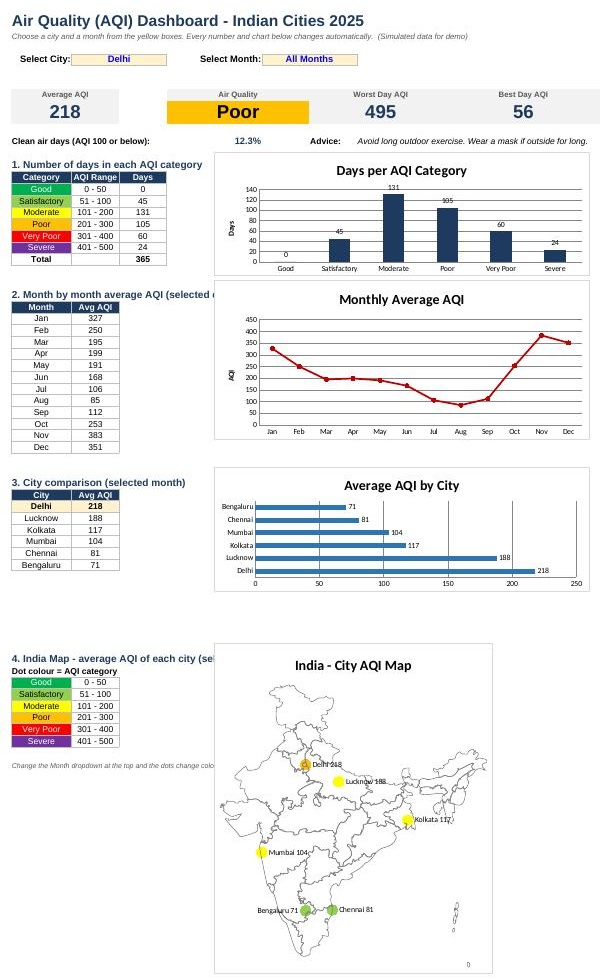 Air Quality (AQI) Dashboard - Indian Cities 2025
Choose a city and a month from the yellow boxes. Every number and chart below changes automatically. (Simulated data for demo)
Select City: Delhi Select Month: All Months
Average AQI Air Quality Worst Day AQI Best Day AQI
218 Poor 495 56
Clean air days (AQI 100 or below): 12.3% Advice: Avoid long outdoor exercise. Wear a mask if outside for long.
1. Number of days in each AQI category
Category AQI Range Days
Good 0 - 50 0
Satisfactory 51 - 100 45
Moderate 101 - 200 131
Poor 201 - 300 105
Very Poor 301 - 400 60
Severe 401 - 500 24
Total 365
Days per AQI Category
Days
140
120
100
80
60
40
20
0
0 45 131 105 60 24
Good Satisfactory Moderate Poor Very Poor Severe
2. Month by month average AQI (selected
Month Avg AQI
Jan 327
Feb 250
Mar 195
Apr 199
May 191
Jun 168
Jul 106
Aug 85
Sep 112
Oct 253
Nov 383
Dec 351
Monthly Average AQI
AQI
450
400
350
300
250
200
150
100
50
0
Jan Feb Mar Apr May Jun Jul Aug Sep Oct Nov Dec
3. City comparison (selected month)
City Avg AQI
Delhi 218
Lucknow 188
Kolkata 117
Mumbai 104
Chennai 81
Bengaluru 71
Average AQI by City
Bengaluru 71
Chennai 81
Mumbai 104
Kolkata 117
Lucknow 188
Delhi 218
0 50 100 150 200 250
4. India Map - average AQI of each city (sel
Dot colour = AQI category
Good 0 - 50
Satisfactory 51 - 100
Moderate 101 - 200
Poor 201 - 300
Very Poor 301 - 400
Severe 401 - 500
Change the Month dropdown at the top and the dots change colo
India - City AQI Map
Delhi 218
Lucknow 188
Kolkata 117
Mumbai 104
Bengaluru 71
Chennai 81
0